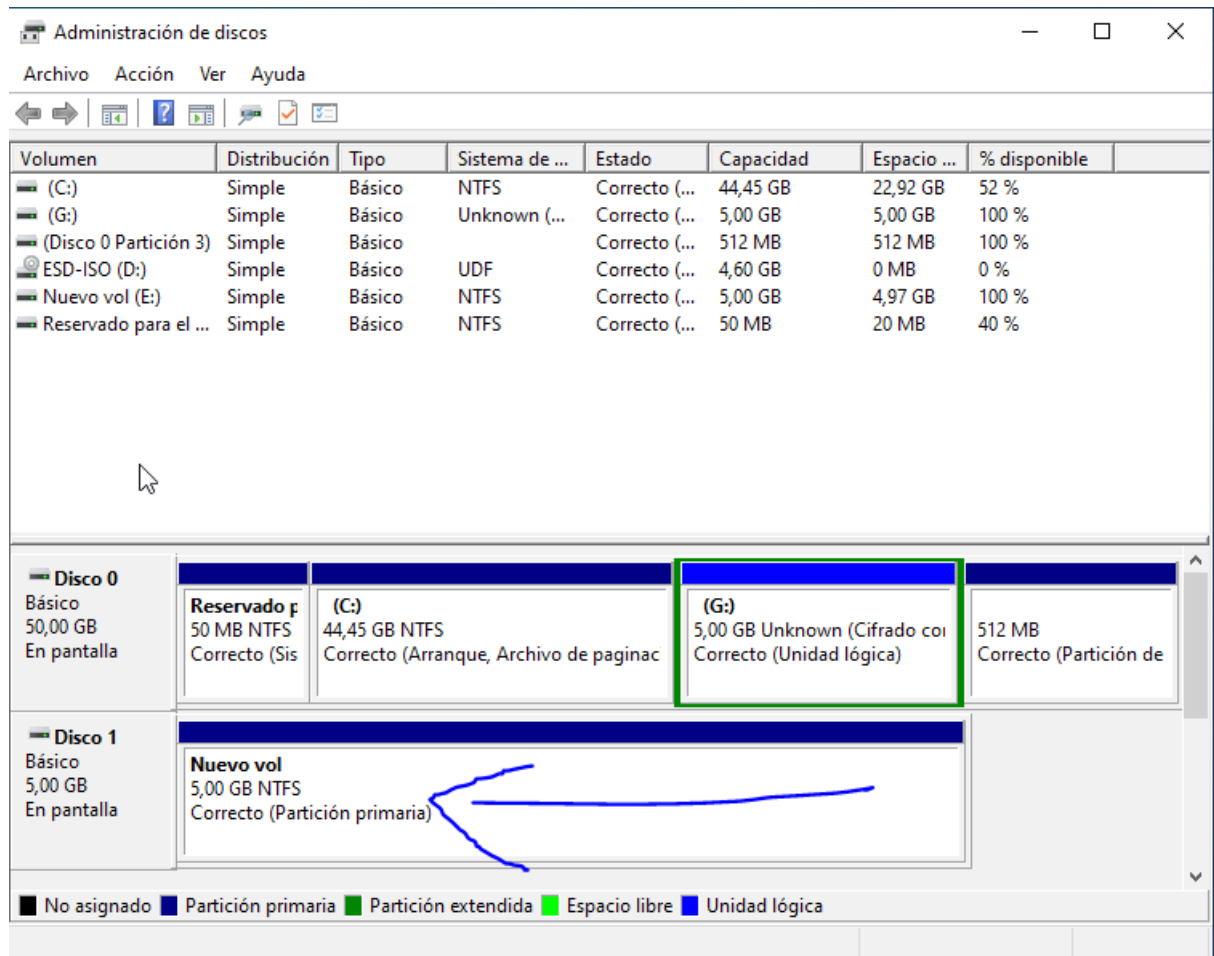 Administración de discos
Archivo Acción Ver Ayuda
Volumen Distribución Tipo Sistema de ... Estado Capacidad Espacio ... % disponible
(C:) Simple Básico NTFS Correcto (... 44,45 GB 22,92 GB 52 %
(G:) Simple Básico Unknown (... Correcto (... 5,00 GB 5,00 GB 100 %
(Disco 0 Partición 3) Simple Básico Correcto (... 512 MB 512 MB 100 %
ESD-ISO (D:) Simple Básico UDF Correcto (... 4,60 GB 0 MB 0 %
Nuevo vol (E:) Simple Básico NTFS Correcto (... 5,00 GB 4,97 GB 100 %
Reservado para el ... Simple Básico NTFS Correcto (... 50 MB 20 MB 40 %
Disco 0
Básico
50,00 GB
En pantalla
Reservado p
50 MB NTFS
Correcto (Sis
(C:)
44,45 GB NTFS
Correcto (Arranque, Archivo de paginac
(G:)
5,00 GB Unknown (Cifrado con
Correcto (Unidad lógica)
512 MB
Correcto (Partición de
Disco 1
Básico
5,00 GB
En pantalla
Nuevo vol
5,00 GB NTFS
Correcto (Partición primaria)
No asignado Partición primaria Partición extendida Espacio libre Unidad lógica